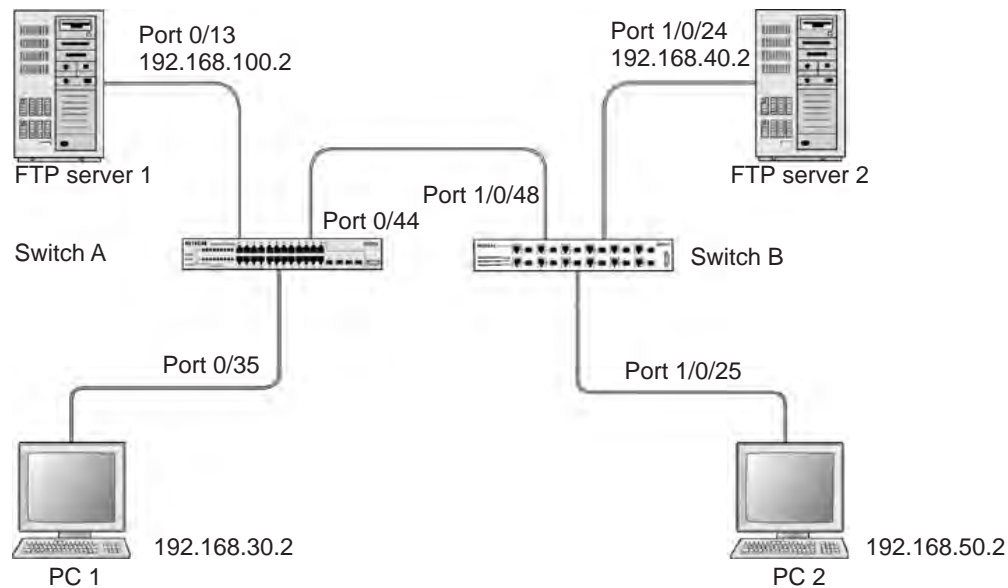 Port 0/13
192.168.100.2
Port 1/0/24
192.168.40.2
FTP server 1
FTP server 2
Port 1/0/48
Port 0/44
Switch A
Switch B
Port 0/35
Port 1/0/25
192.168.30.2
192.168.50.2
PC 1
PC 2